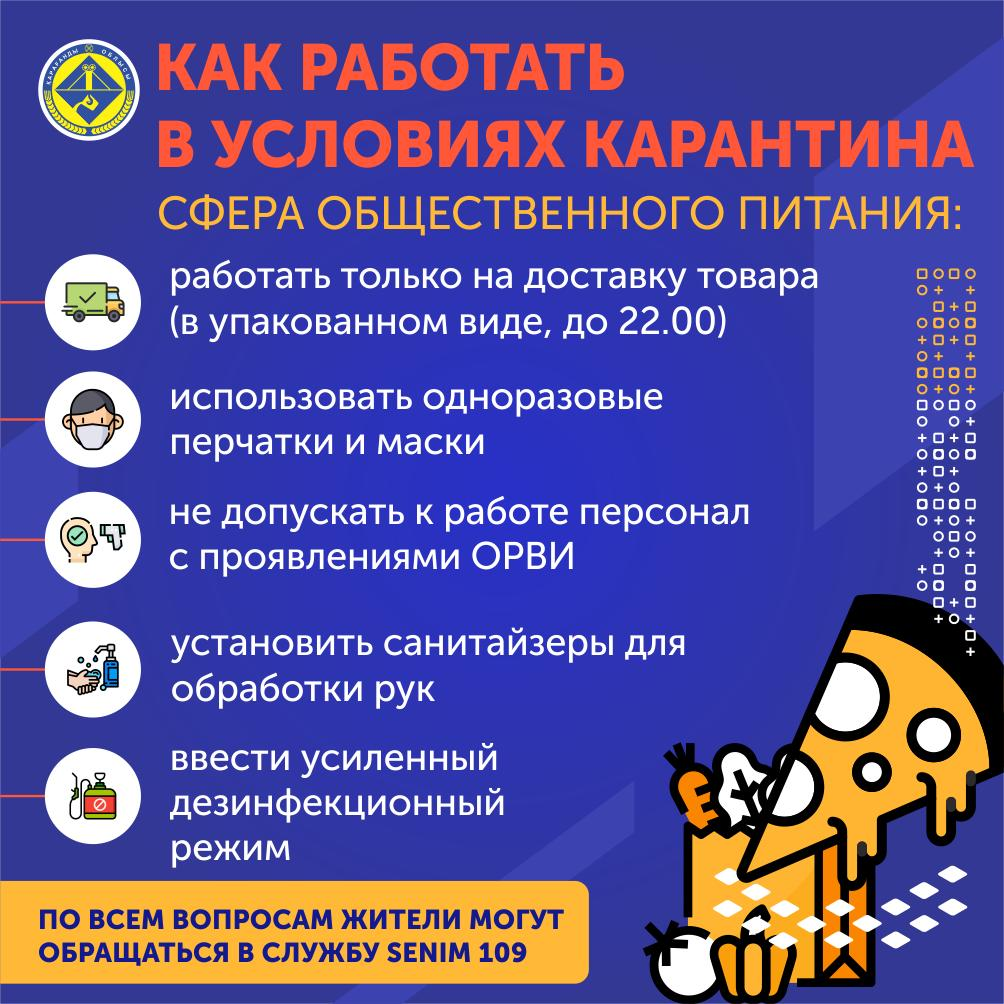 ҚАРАҒАНДЫ ОБЛЫСЫ
КАК РАБОТАТЬ
В УСЛОВИЯХ КАРАНТИНА
СФЕРА ОБЩЕСТВЕННОГО ПИТАНИЯ:
работать только на доставку товара
(в упакованном виде, до 22.00)
использовать одноразовые
перчатки и маски
не допускать к работе персонал
с проявлениями ОРВИ
установить санитайзеры для
обработки рук
ввести усиленный
дезинфекционный
режим
ПО ВСЕМ ВОПРОСАМ ЖИТЕЛИ МОГУТ
ОБРАЩАТЬСЯ В СЛУЖБУ SENIM 109